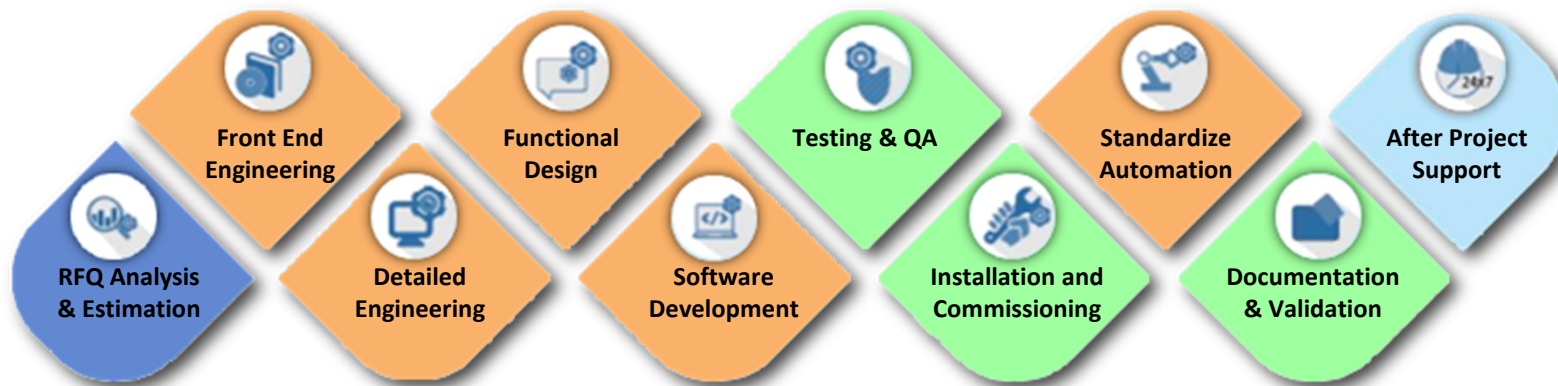 RFQ Analysis
& Estimation
Front End
Engineering
Detailed
Engineering
Functional
Design
</>
Software
Development
Testing & QA
Installation and
Commissioning
Standardize
Automation
Documentation
& Validation
24x7
After Project
Support